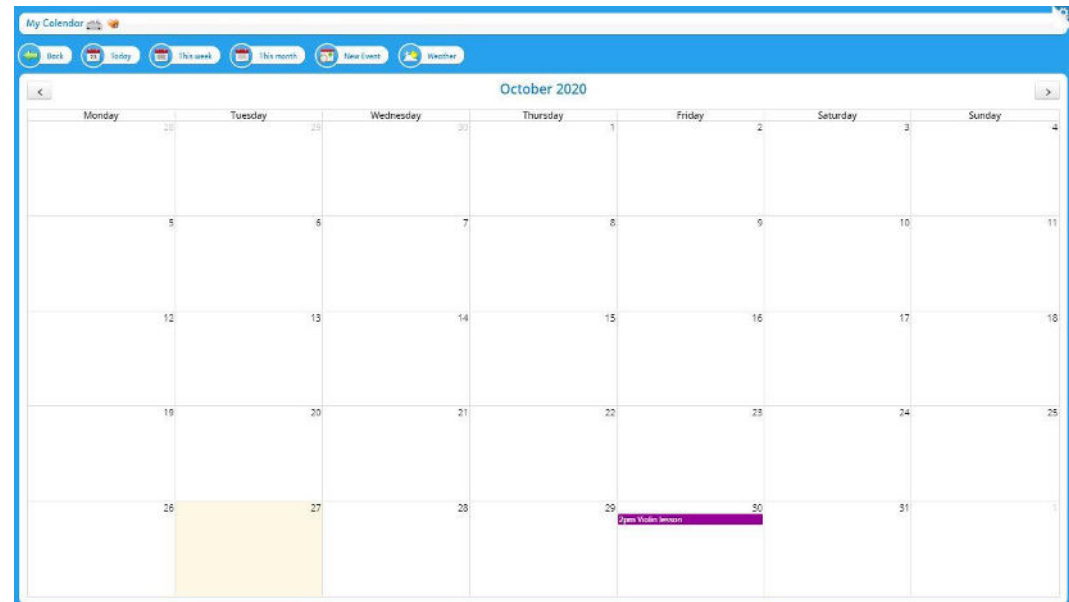 My Calendar
Back Today This week This month New Event Weather
< October 2020 >
Monday Tuesday Wednesday Thursday Friday Saturday Sunday
28 29 30 1 2 3 4
5 6 7 8 9 10 11
12 13 14 15 16 17 18
19 20 21 22 23 24 25
26 27 28 29 30 31 1
2pm Violin lesson